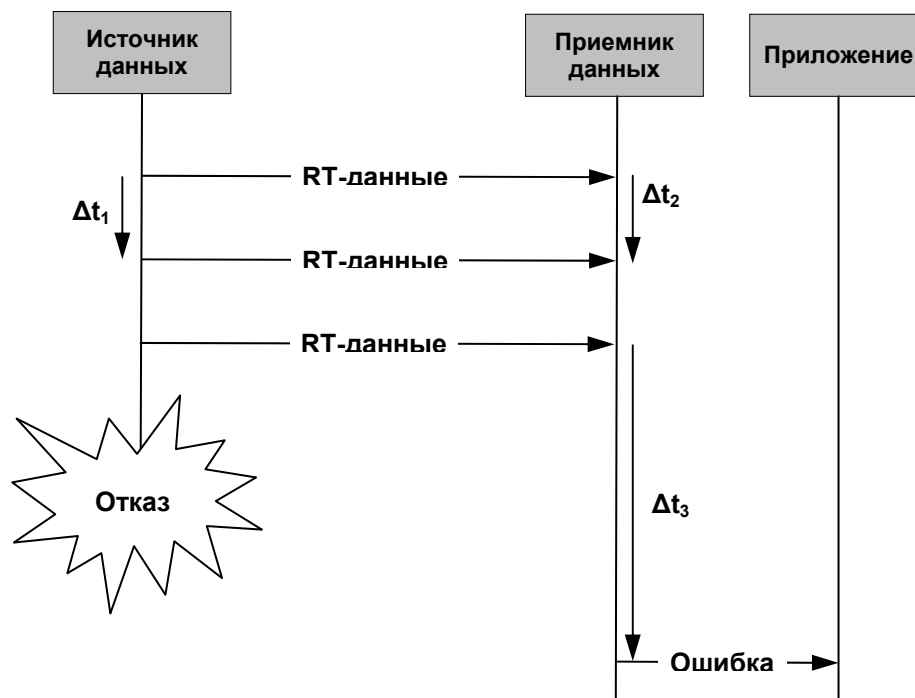 Источник
данных
Приемник
данных
Приложение
RT-данные
Δt₁
Δt₂
RT-данные
RT-данные
Отказ
Δt₃
Ошибка